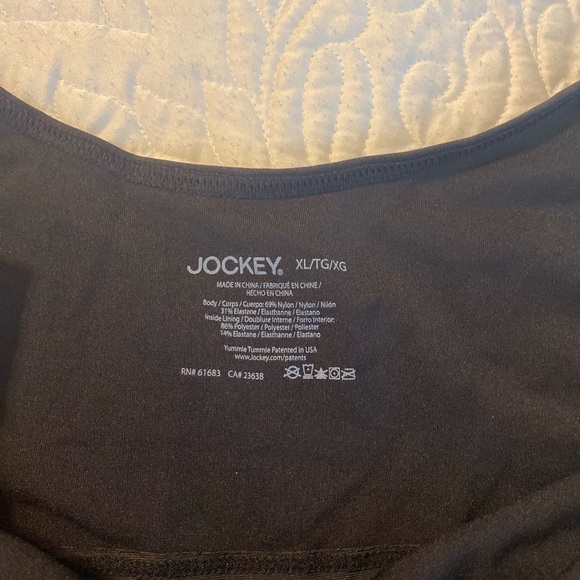 JOCKEY® XL/TG/XG
MADE IN CHINA / FABRIQUÉ EN CHINE /
HECHO EN CHINA
Body / Corps / Cuerpo: 69% Nylon / Nylon / Nilón
31% Elastane / Elasthanne / Elastano
Inside Lining / Doublure Interne / Forro Interior:
86% Polyester / Polyester / Poliester
14% Elastane / Elasthanne / Elastano
Yummie Tummie Patented in USA
www.Jockey.com/patents
RN# 61683 CA# 23638